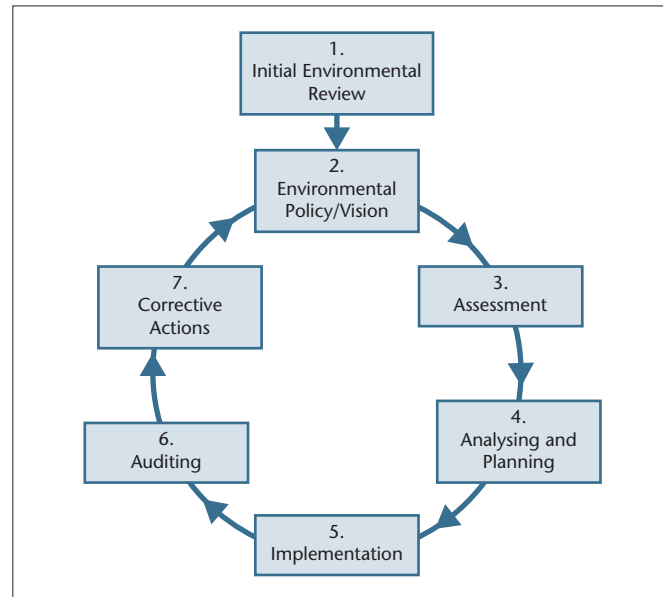 1.
Initial Environmental
Review
2.
Environmental
Policy/Vision
3.
Assessment
4.
Analysing and
Planning
5.
Implementation
6.
Auditing
7.
Corrective
Actions